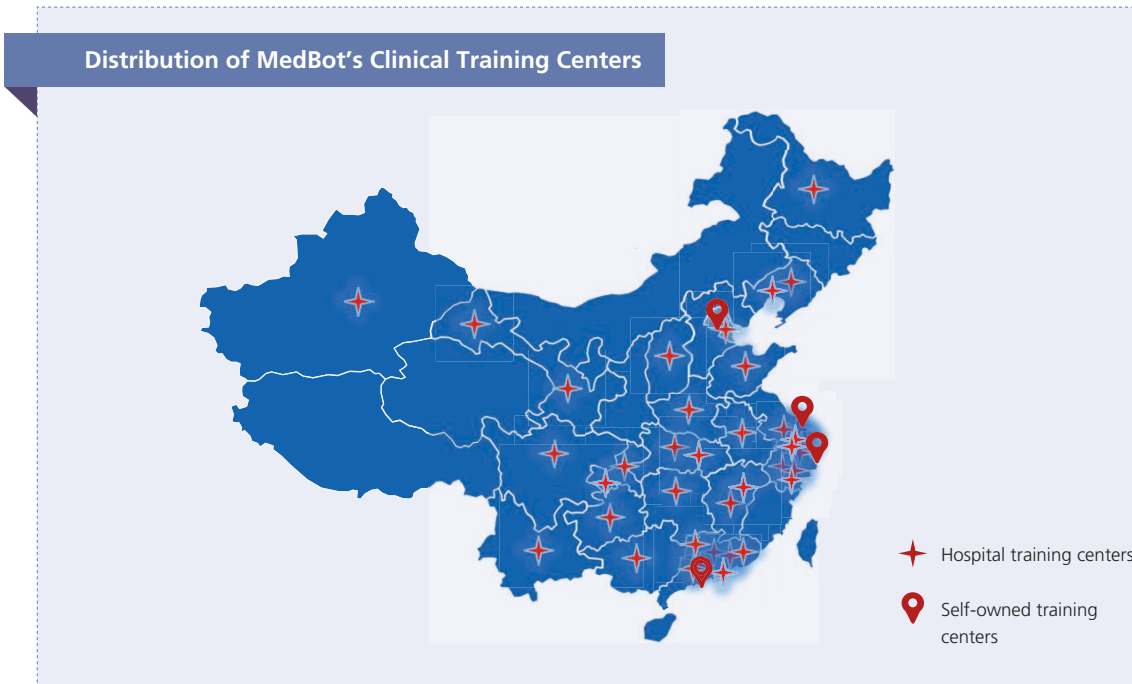 Distribution of MedBot's Clinical Training Centers
Hospital training centers
Self-owned training
centers